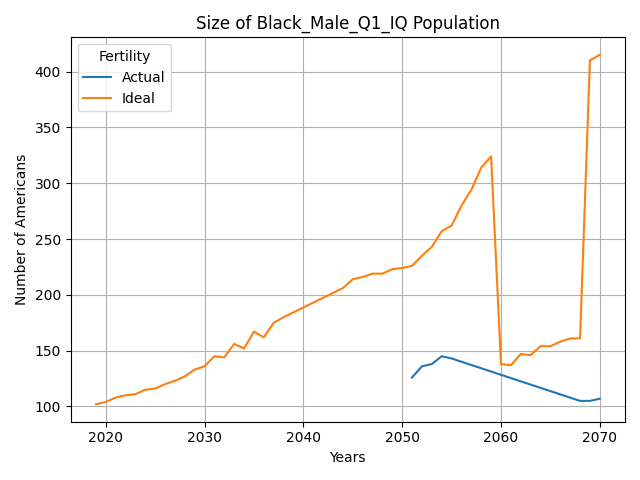 Size of Black_Male_Q1_IQ Population
Fertility
Actual
Ideal
Number of Americans
400
350
300
250
200
150
100
2020
2030
2040
2050
2060
2070
Years